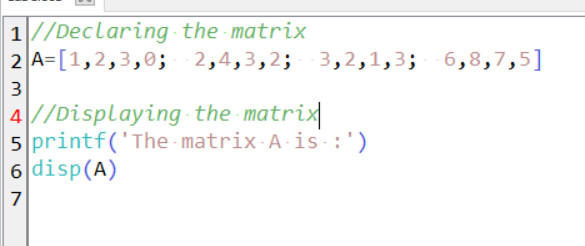 1 //Declaring the matrix
2 A=[1,2,3,0;  2,4,3,2;  3,2,1,3;  6,8,7,5]
3
4 //Displaying the matrix
5 printf('The matrix A is :')
6 disp(A)
7